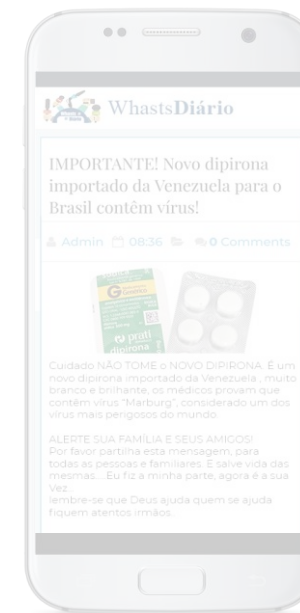 WhastsDiário
IMPORTANTE! Novo dipirona
importado da Venezuela para o
Brasil contêm vírus!
Admin 08:36 0 Comments
Genérico
prati
dipirona
Cuidado NÃO TOME o NOVO DIPIRONA. É um
novo dipirona importado da Venezuela , muito
branco e brilhante, os médicos provam que
contêm vírus "Marburg", considerado um dos
vírus mais perigosos do mundo.
ALERTE SUA FAMÍLIA E SEUS AMIGOS!
Por favor partilha esta mensagem, para
todas as pessoas e familiares. E salve vida das
mesmas... Eu fiz a minha parte, agora é a sua
Vez...
lembre-se que Deus ajuda quem se ajuda
fiquem atentos irmãos.